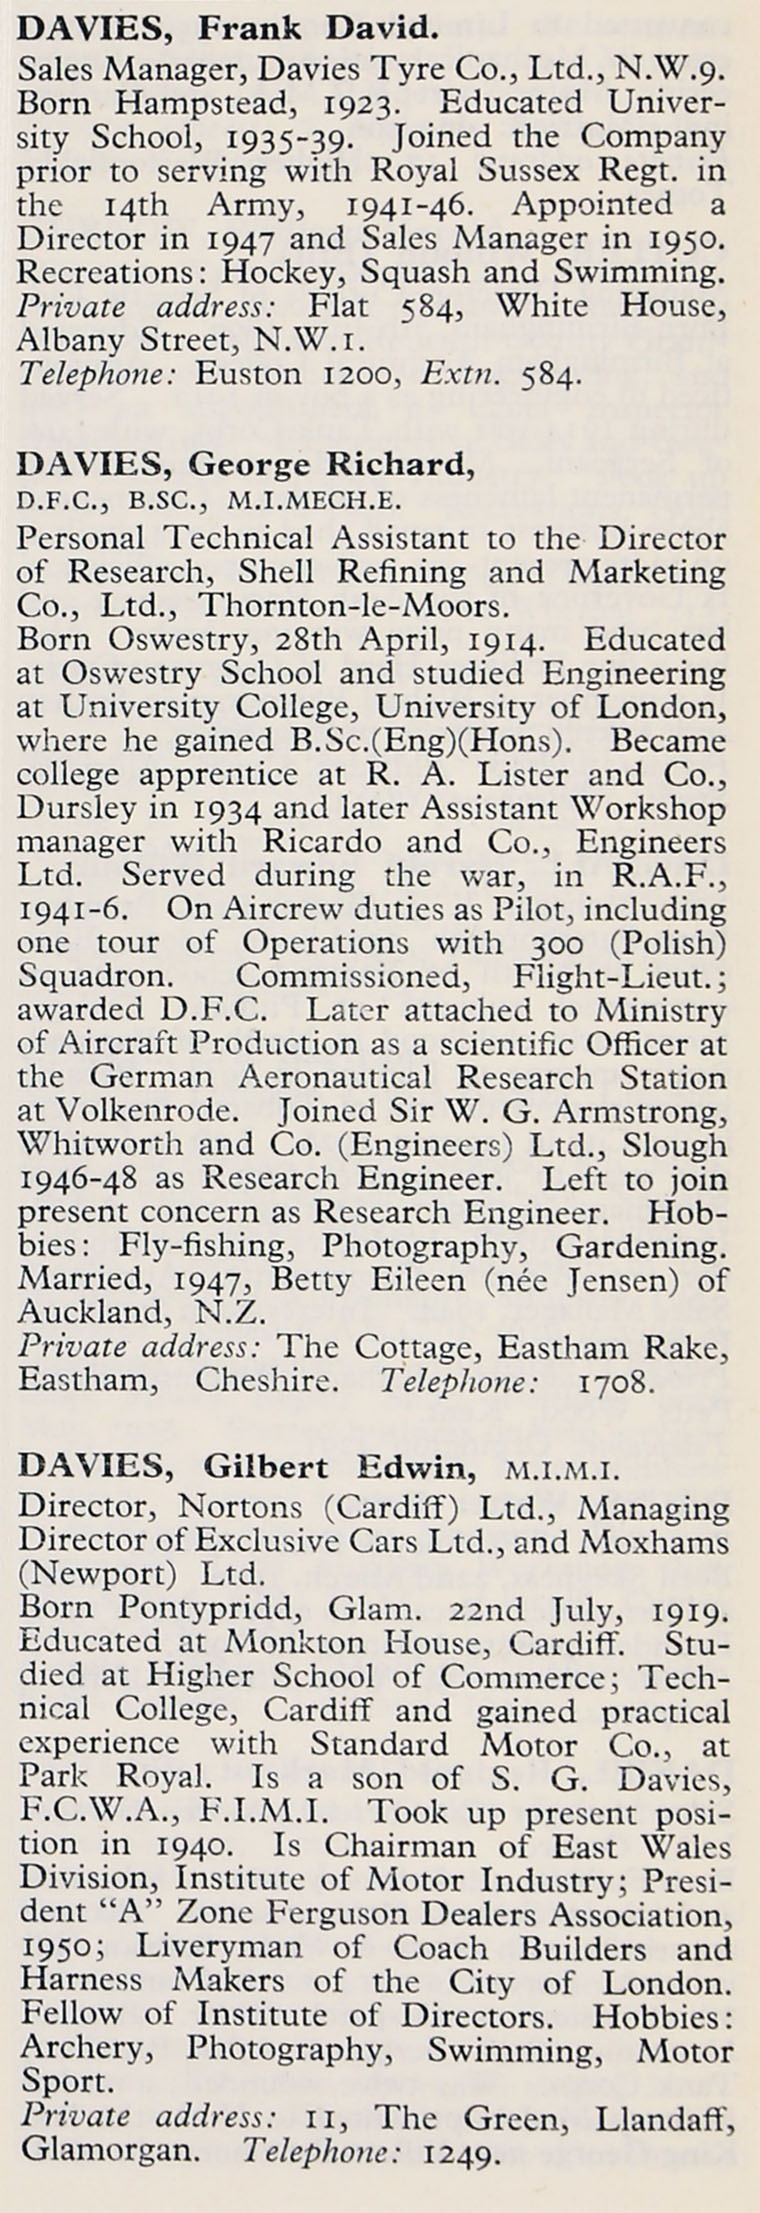 DAVIES, Frank David.
Sales Manager, Davies Tyre Co., Ltd., N.W.9.
Born Hampstead, 1923. Educated Univer-
sity School, 1935-39. Joined the Company
prior to serving with Royal Sussex Regt. in
the 14th Army, 1941-46. Appointed a
Director in 1947 and Sales Manager in 1950.
Recreations: Hockey, Squash and Swimming.
Private address: Flat 584, White House,
Albany Street, N.W.1.
Telephone: Euston 1200, Extn. 584.
DAVIES, George Richard,
D.F.C., B.SC., M.I.MECH.E.
Personal Technical Assistant to the Director
of Research, Shell Refining and Marketing
Co., Ltd., Thornton-le-Moors.
Born Oswestry, 28th April, 1914. Educated
at Oswestry School and studied Engineering
at University College, University of London,
where he gained B.Sc.(Eng)(Hons). Became
college apprentice at R. A. Lister and Co.,
Dursley in 1934 and later Assistant Workshop
manager with Ricardo and Co., Engineers
Ltd. Served during the war, in R.A.F.,
1941-6. On Aircrew duties as Pilot, including
one tour of Operations with 300 (Polish)
Squadron. Commissioned, Flight-Lieut.;
awarded D.F.C. Later attached to Ministry
of Aircraft Production as a scientific Officer at
the German Aeronautical Research Station
at Volkenrode. Joined Sir W. G. Armstrong,
Whitworth and Co. (Engineers) Ltd., Slough
1946-48 as Research Engineer. Left to join
present concern as Research Engineer. Hob-
bies: Fly-fishing, Photography, Gardening.
Married, 1947, Betty Eileen (née Jensen) of
Auckland, N.Z.
Private address: The Cottage, Eastham Rake,
Eastham, Cheshire. Telephone: 1708.
DAVIES, Gilbert Edwin, M.I.M.I.
Director, Nortons (Cardiff) Ltd., Managing
Director of Exclusive Cars Ltd., and Moxhams
(Newport) Ltd.
Born Pontypridd, Glam. 22nd July, 1919.
Educated at Monkton House, Cardiff. Stu-
died at Higher School of Commerce; Tech-
nical College, Cardiff and gained practical
experience with Standard Motor Co., at
Park Royal. Is a son of S. G. Davies,
F.C.W.A., F.I.M.I. Took up present posi-
tion in 1940. Is Chairman of East Wales
Division, Institute of Motor Industry; Presi-
dent “A” Zone Ferguson Dealers Association,
1950; Liveryman of Coach Builders and
Harness Makers of the City of London.
Fellow of Institute of Directors. Hobbies:
Archery, Photography, Swimming, Motor
Sport.
Private address: 11, The Green, Llandaff,
Glamorgan. Telephone: 1249.